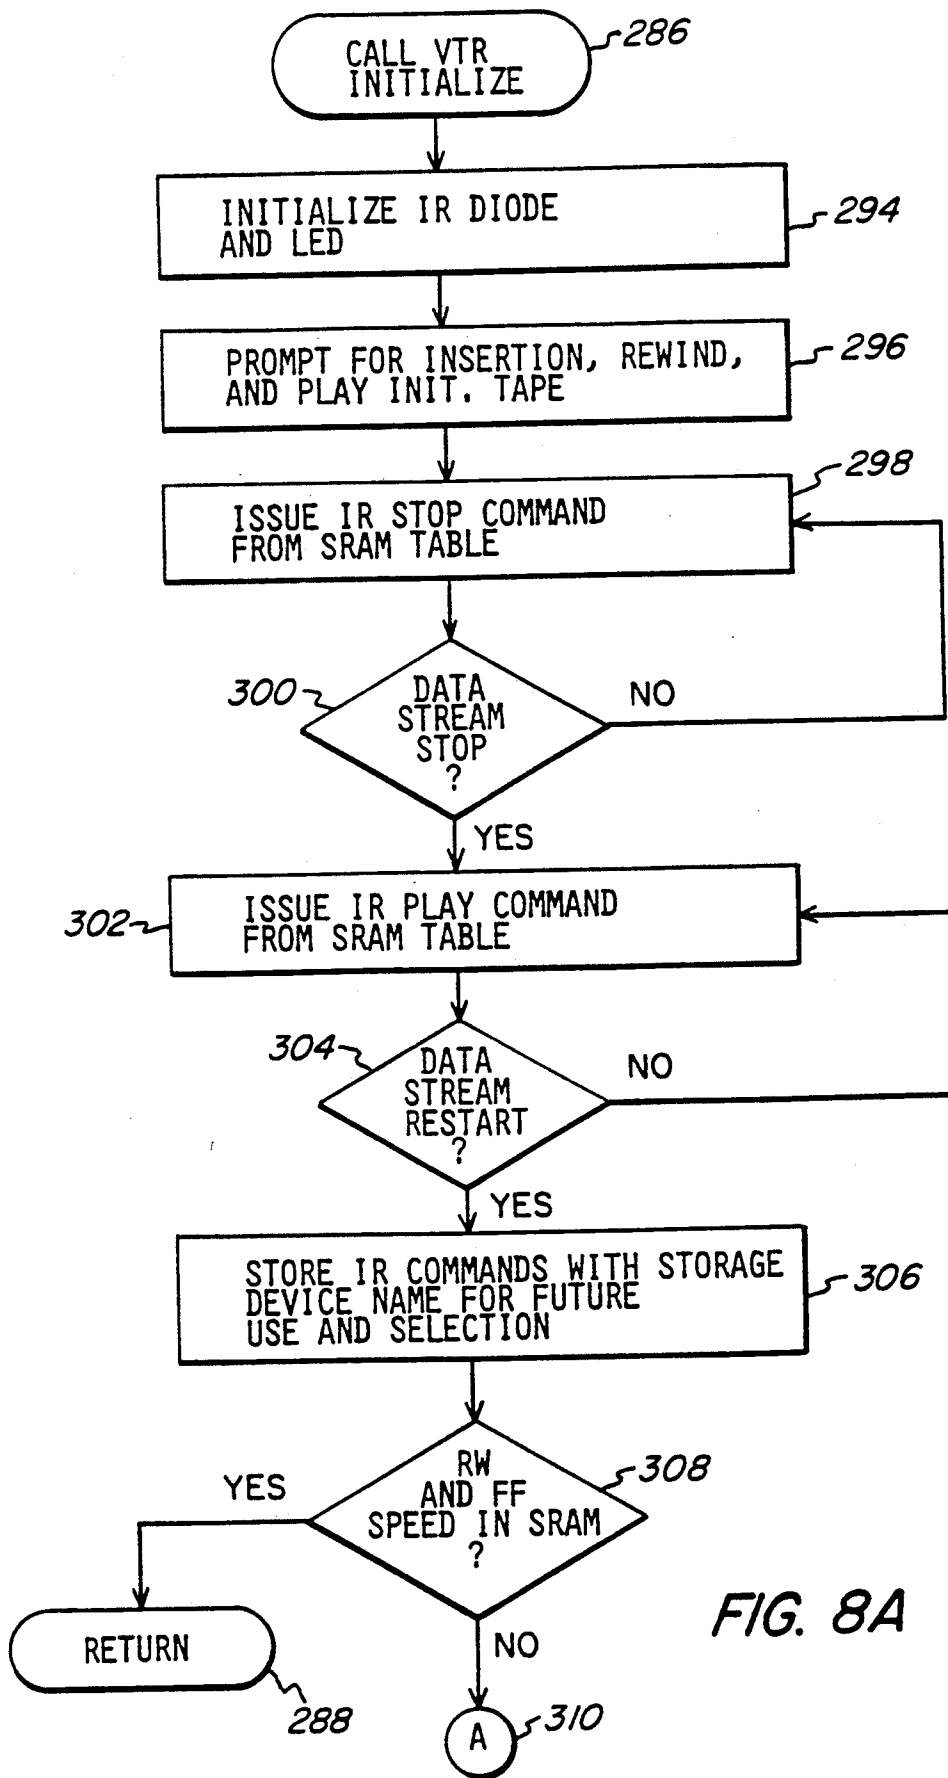 CALL VTR
INITIALIZE
286
INITIALIZE IR DIODE
AND LED
294
PROMPT FOR INSERTION, REWIND,
AND PLAY INIT. TAPE
296
298
ISSUE IR STOP COMMAND
FROM SRAM TABLE
300
DATA
STREAM
STOP
?
NO
YES
302
ISSUE IR PLAY COMMAND
FROM SRAM TABLE
304
DATA
STREAM
RESTART
?
NO
YES
STORE IR COMMANDS WITH STORAGE
DEVICE NAME FOR FUTURE
USE AND SELECTION
306
RW
AND FF
SPEED IN SRAM
?
308
YES
RETURN
288
NO
A
310
FIG. 8A